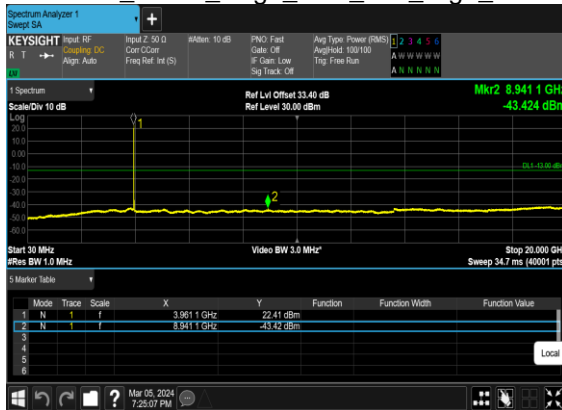 Spectrum Analyzer 1
Swept SA
+
KEYSIGHT Input: RF Input Z: 50 Ω #Atten: 10 dB PNO: Fast Avg Type: Power (RMS) 1 2 3 4 5 6
R T Coupling: DC Corr CCorr Gate: Off Avg|Hold: 100/100 A W W W W W
Align: Auto Freq Ref: Int (S) IF Gain: Low Trig: Free Run
Sig Track: Off A N N N N N
1 Spectrum
Ref Lvl Offset 33.40 dB Mkr2 8.941 1 GHz
Scale/Div 10 dB Ref Level 30.00 dBm -43.424 dBm
Log
1
20.0
10.0
0.00
-10.0 DL1 -13.00 dBm
-20.0
-30.0
2
-40.0
-50.0
-60.0
Start 30 MHz Video BW 3.0 MHz* Stop 20.000 GH
#Res BW 1.0 MHz Sweep 34.7 ms (40001 pts
5 Marker Table
Mode Trace Scale X Y Function Function Width Function Value
1 N 1 f 3.961 1 GHz 22.41 dBm
2 N 1 f 8.941 1 GHz -43.42 dBm
3
4
5
6
Local
? Mar 05, 2024
7:25:07 PM